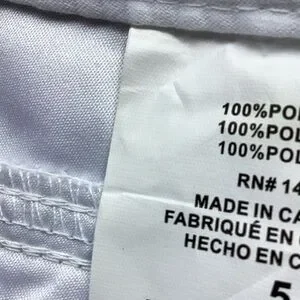 100%POL
100%POL
100%POL
RN# 14
MADE IN CA
FABRIQUÉ EN
HECHO EN C
5